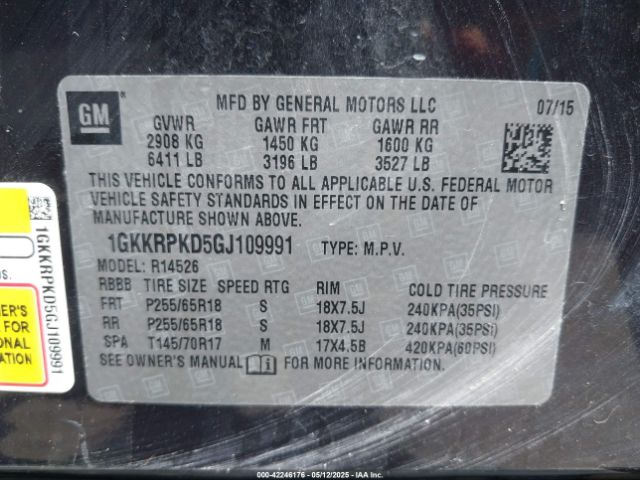 GM
MFD BY GENERAL MOTORS LLC 07/15
GVWR GAWR FRT GAWR RR
2908 KG 1450 KG 1600 KG
6411 LB 3196 LB 3527 LB
THIS VEHICLE CONFORMS TO ALL APPLICABLE U.S. FEDERAL MOTOR
VEHICLE SAFETY STANDARDS IN EFFECT ON THE DATE OF
MANUFACTURE SHOWN ABOVE.
1GKKRPKD5GJ109991 TYPE: M.P.V.
MODEL: R14526
RBBB TIRE SIZE SPEED RTG RIM COLD TIRE PRESSURE
FRT P255/65R18 S 18X7.5J 240KPA(35PSI)
RR P255/65R18 S 18X7.5J 240KPA(35PSI)
SPA T145/70R17 M 17X4.5B 420KPA(60PSI)
SEE OWNER'S MANUAL FOR MORE INFORMATION.
1GKKRPKD5GJ109991
ns.
ER'S
FOR
E
© IAA - 42246176 - 05/12/2025 - IAAI.COM